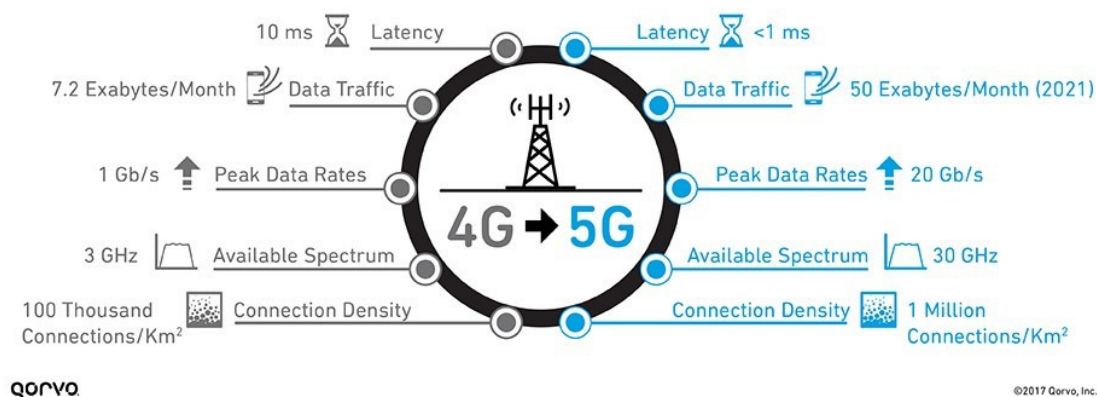 10 ms Latency
7.2 Exabytes/Month Data Traffic
1 Gb/s Peak Data Rates
3 GHz Available Spectrum
100 Thousand Connections/Km² Connection Density
4G 5G
Latency <1 ms
Data Traffic 50 Exabytes/Month (2021)
Peak Data Rates 20 Gb/s
Available Spectrum 30 GHz
Connection Density 1 Million Connections/Km²
QORVO
©2017 Qorvo, Inc.